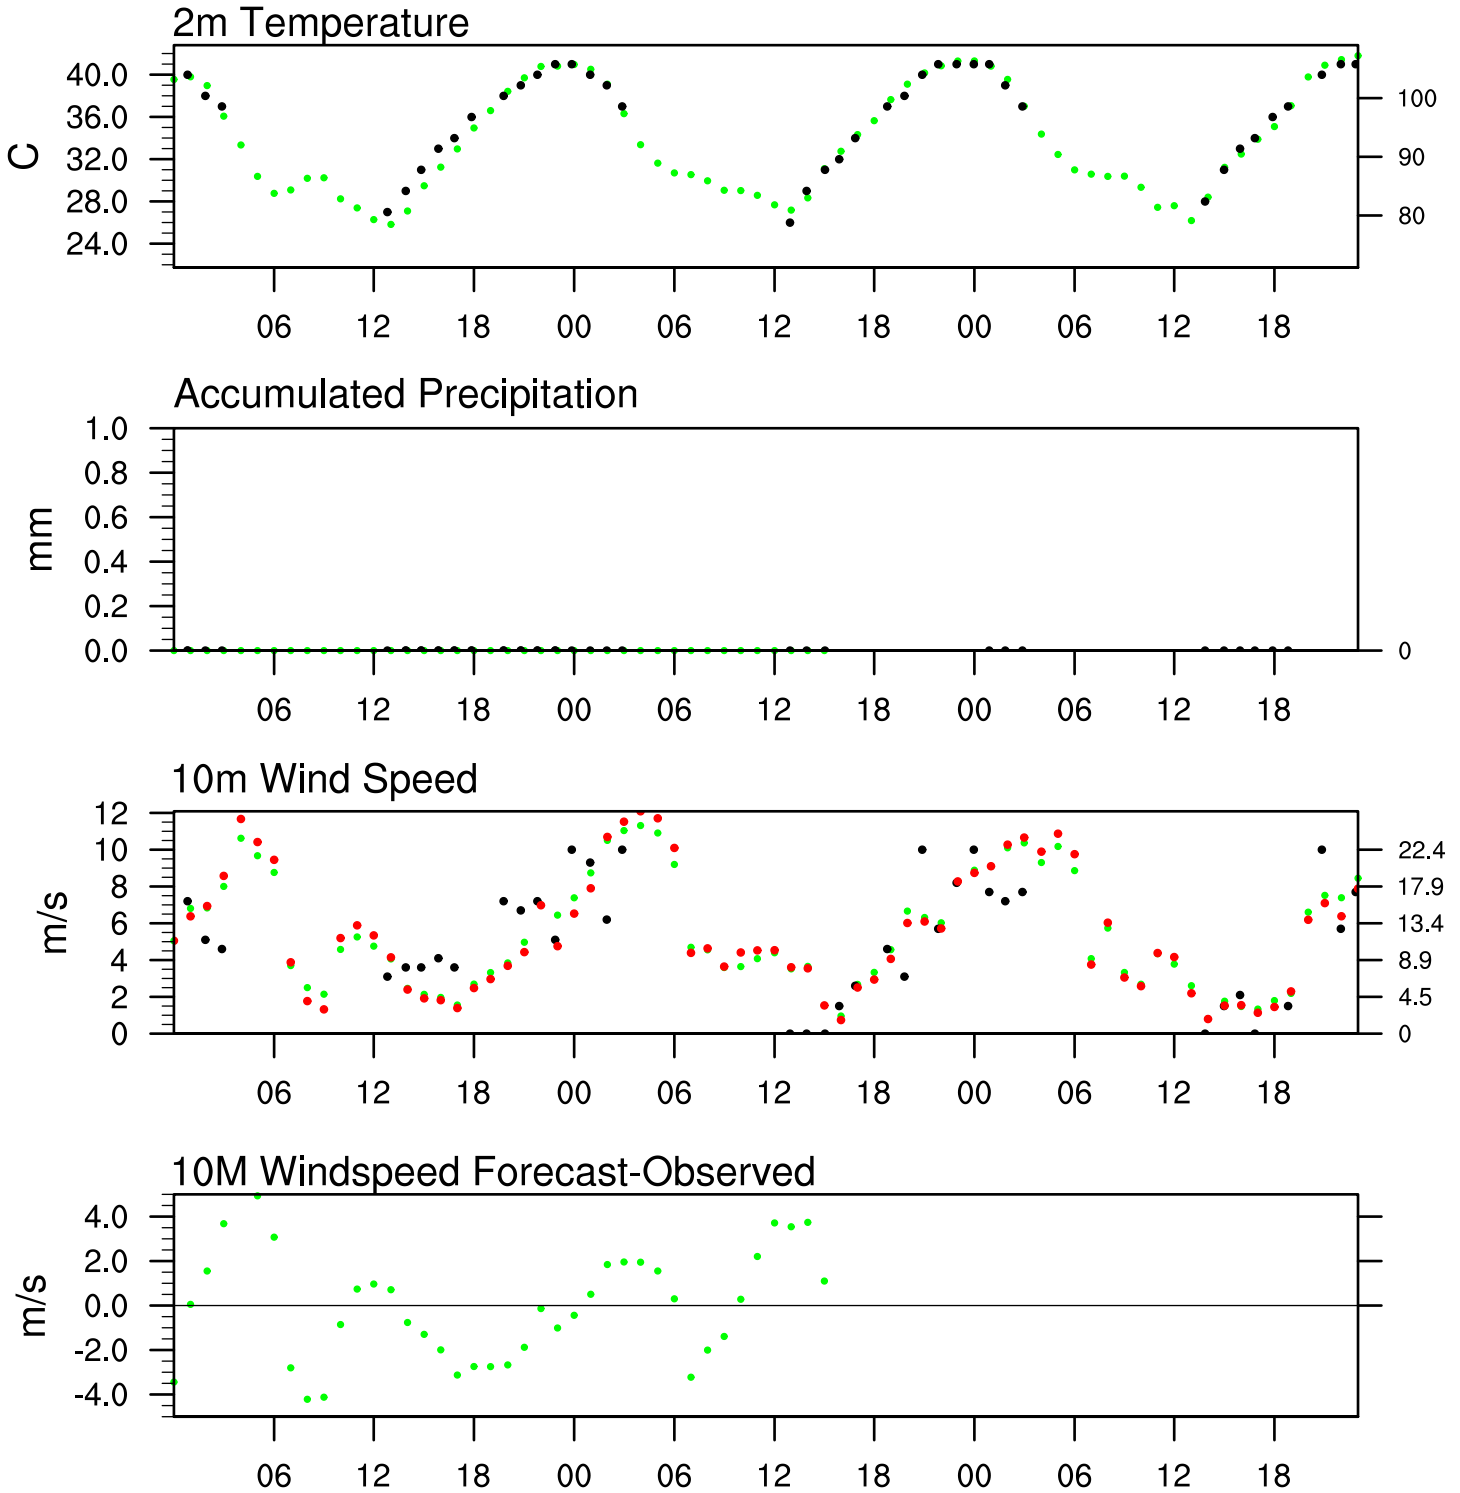 2m Temperature
40.0
36.0
32.0
28.0
24.0
C
100
90
80
06 12 18 00 06 12 18 00 06 12 18
Accumulated Precipitation
1.0
0.8
0.6
0.4
0.2
0.0
mm
0
06 12 18 00 06 12 18 00 06 12 18
10m Wind Speed
12
10
8
6
4
2
0
m/s
22.4
17.9
13.4
8.9
4.5
0
06 12 18 00 06 12 18 00 06 12 18
10M Windspeed Forecast-Observed
4.0
2.0
0.0
-2.0
-4.0
m/s
06 12 18 00 06 12 18 00 06 12 18